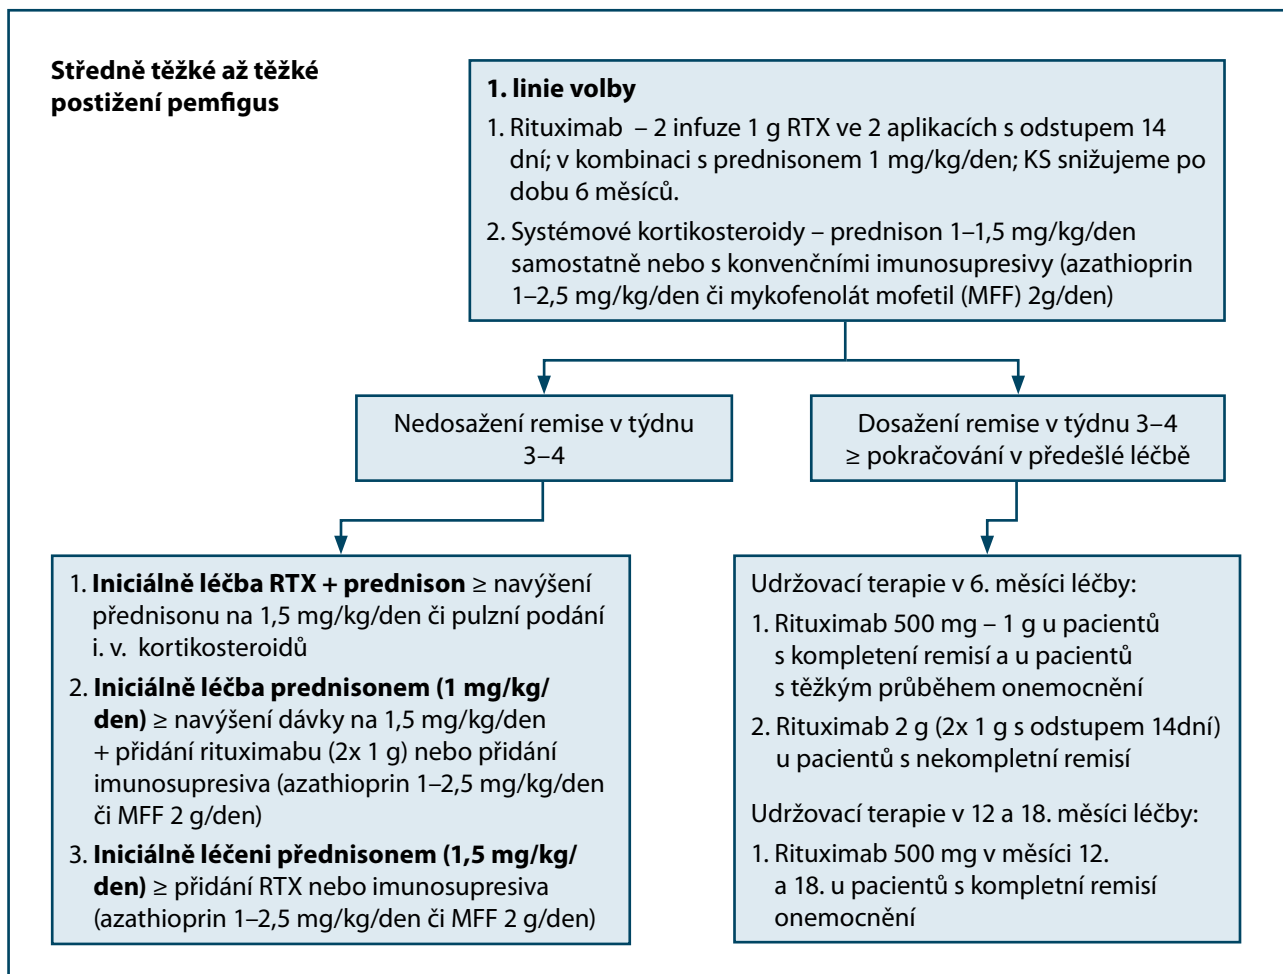 Středně těžké až těžké
postižení pemfigus
1. linie volby
1. Rituximab – 2 infuze 1 g RTX ve 2 aplikacích s odstupem 14
dní; v kombinaci s prednisonem 1 mg/kg/den; KS snižujeme po
dobu 6 měsíců.
2. Systémové kortikosteroidy – prednison 1–1,5 mg/kg/den
samostatně nebo s konvenčními imunosupresivy (azathioprin
1–2,5 mg/kg/den či mykofenolát mofetil (MFF) 2g/den)
Nedosažení remise v týdnu
3–4
Dosažení remise v týdnu 3–4
≥ pokračování v předešlé léčbě
1. Iniciálně léčba RTX + prednison ≥ navýšení
přednisonu na 1,5 mg/kg/den či pulzní podání
i. v. kortikosteroidů
2. Iniciálně léčba prednisonem (1 mg/kg/
den) ≥ navýšení dávky na 1,5 mg/kg/den
+ přidání rituximabu (2x 1 g) nebo přidání
imunosupresiva (azathioprin 1–2,5 mg/kg/den
či MFF 2 g/den)
3. Iniciálně léčeni přednisonem (1,5 mg/kg/
den) ≥ přidání RTX nebo imunosupresiva
(azathioprin 1–2,5 mg/kg/den či MFF 2 g/den)
Udržovací terapie v 6. měsíci léčby:
1. Rituximab 500 mg – 1 g u pacientů
s kompletení remisí a u pacientů
s těžkým průběhem onemocnění
2. Rituximab 2 g (2x 1 g s odstupem 14dní)
u pacientů s nekompletní remisí
Udržovací terapie v 12 a 18. měsíci léčby:
1. Rituximab 500 mg v měsíci 12.
a 18. u pacientů s kompletní remisí
onemocnění